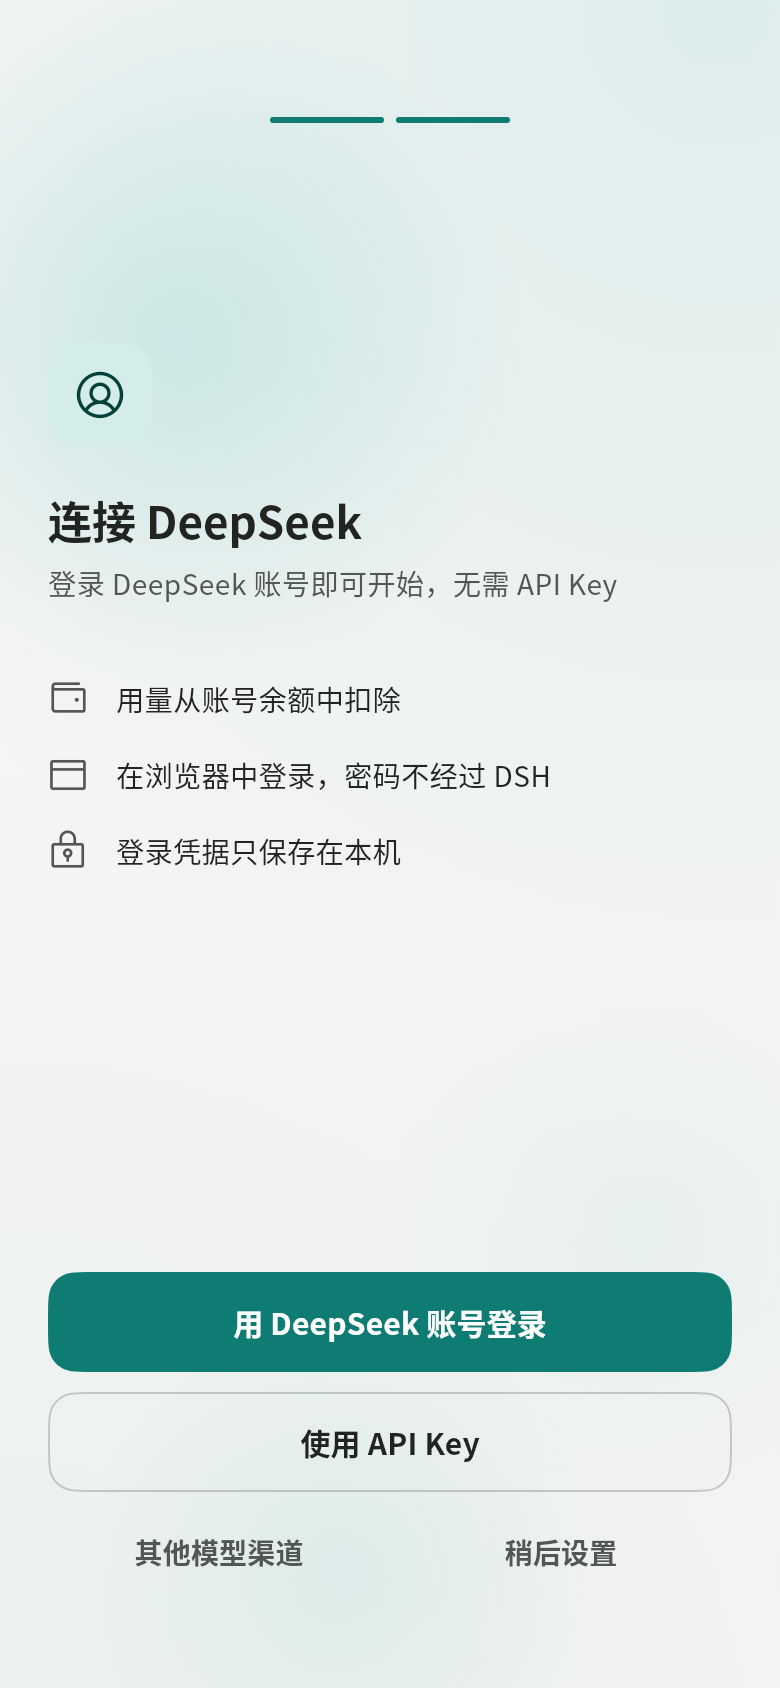 连接 DeepSeek
登录 DeepSeek 账号即可开始，无需 API Key
用量从账号余额中扣除
在浏览器中登录，密码不经过 DSH
登录凭据只保存在本机
用 DeepSeek 账号登录
使用 API Key
其他模型渠道
稍后设置